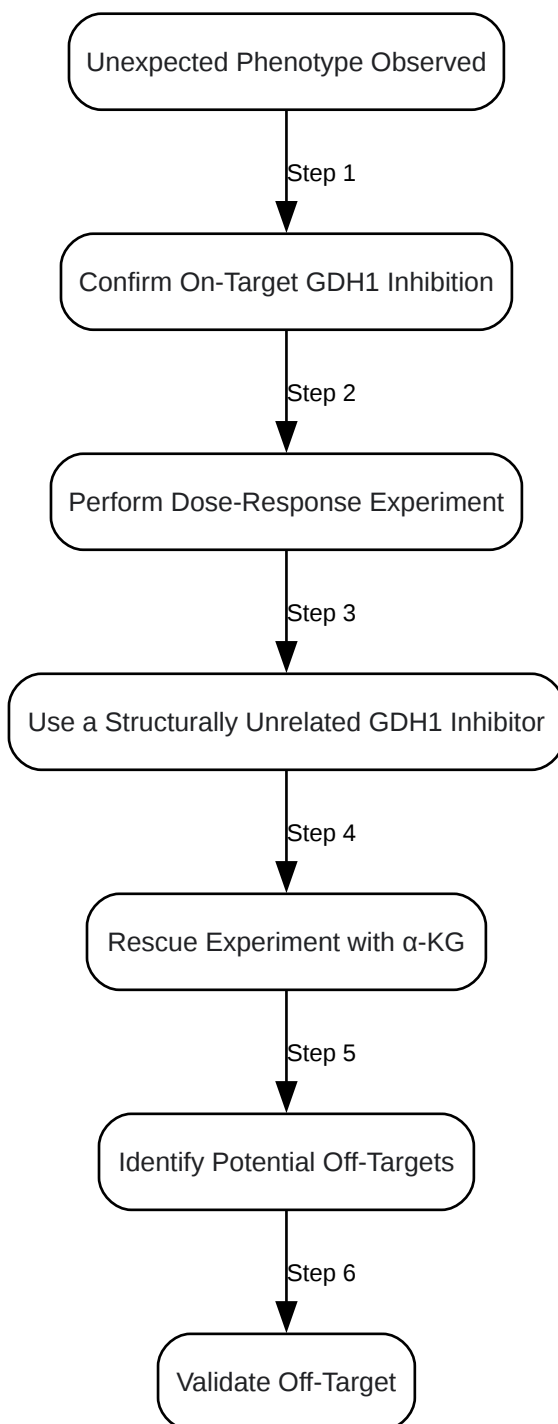 Unexpected Phenotype Observed
Step 1
Confirm On-Target GDH1 Inhibition
Step 2
Perform Dose-Response Experiment
Step 3
Use a Structurally Unrelated GDH1 Inhibitor
Step 4
Rescue Experiment with α-KG
Step 5
Identify Potential Off-Targets
Step 6
Validate Off-Target